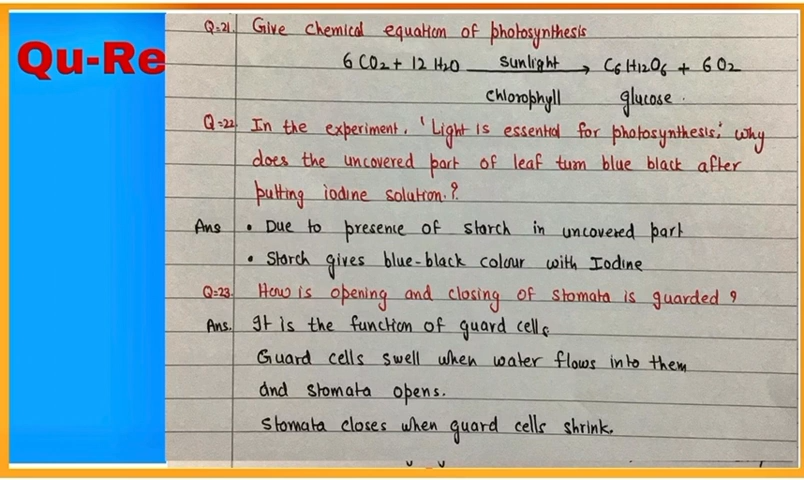 Qu-Re
Q=21. Give chemical equation of photosynthesis
6 CO2 + 12 H2O sunlight → C6H12O6 + 6O2
chlorophyll glucose.
Q=22. In the experiment, 'Light is essential for photosynthesis,' why
does the uncovered part of leaf turn blue black after
putting iodine solution.?
Ans • Due to presence of starch in uncovered part
• Starch gives blue-black colour with Iodine
Q=23. How is opening and closing of stomata is guarded ?
Ans. It is the function of guard cells
Guard cells swell when water flows into them
and stomata opens.
Stomata closes when guard cells shrink.